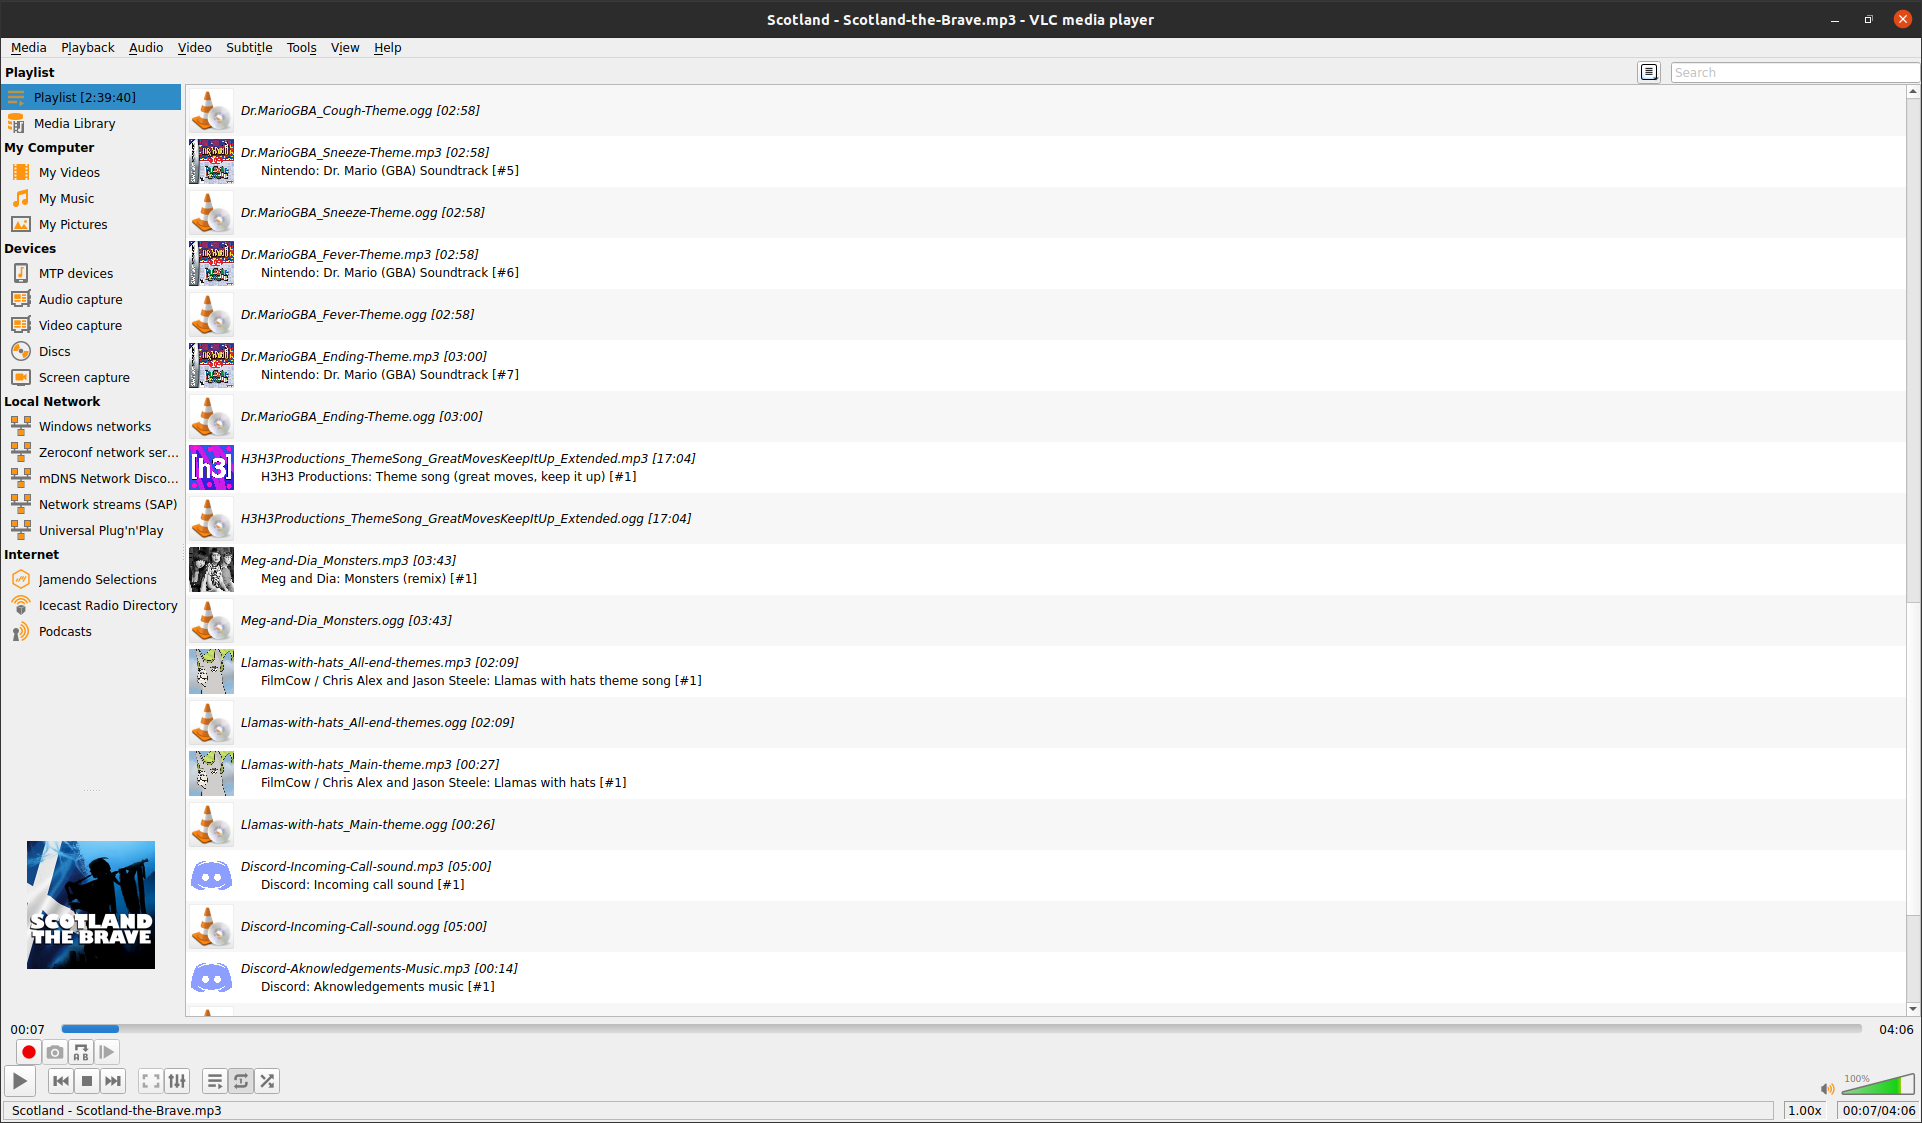 Scotland - Scotland-the-Brave.mp3 - VLC media player
Media Playback Audio Video Subtitle Tools View Help
Playlist
Search
Playlist [2:39:40]
Media Library
My Computer
My Videos
My Music
My Pictures
Devices
MTP devices
Audio capture
Video capture
Discs
Screen capture
Local Network
Windows networks
Zeroconf network ser...
mDNS Network Disco...
Network streams (SAP)
Universal Plug'n'Play
Internet
Jamendo Selections
Icecast Radio Directory
Podcasts
SCOTLAND
THE BRAVE
Dr.MarioGBA_Cough-Theme.ogg [02:58]
Dr.MarioGBA_Sneeze-Theme.mp3 [02:58]
Nintendo: Dr. Mario (GBA) Soundtrack [#5]
Dr.MarioGBA_Sneeze-Theme.ogg [02:58]
Dr.MarioGBA_Fever-Theme.mp3 [02:58]
Nintendo: Dr. Mario (GBA) Soundtrack [#6]
Dr.MarioGBA_Fever-Theme.ogg [02:58]
Dr.MarioGBA_Ending-Theme.mp3 [03:00]
Nintendo: Dr. Mario (GBA) Soundtrack [#7]
Dr.MarioGBA_Ending-Theme.ogg [03:00]
[h3]
H3H3Productions_ThemeSong_GreatMovesKeepItUp_Extended.mp3 [17:04]
H3H3 Productions: Theme song (great moves, keep it up) [#1]
H3H3Productions_ThemeSong_GreatMovesKeepItUp_Extended.ogg [17:04]
Meg-and-Dia_Monsters.mp3 [03:43]
Meg and Dia: Monsters (remix) [#1]
Meg-and-Dia_Monsters.ogg [03:43]
Llamas-with-hats_All-end-themes.mp3 [02:09]
FilmCow / Chris Alex and Jason Steele: Llamas with hats theme song [#1]
Llamas-with-hats_All-end-themes.ogg [02:09]
Llamas-with-hats_Main-theme.mp3 [00:27]
FilmCow / Chris Alex and Jason Steele: Llamas with hats [#1]
Llamas-with-hats_Main-theme.ogg [00:26]
Discord-Incoming-Call-sound.mp3 [05:00]
Discord: Incoming call sound [#1]
Discord-Incoming-Call-sound.ogg [05:00]
Discord-Aknowledgements-Music.mp3 [00:14]
Discord: Aknowledgements music [#1]
00:07
04:06
A B
100%
Scotland - Scotland-the-Brave.mp3
1.00x
00:07/04:06